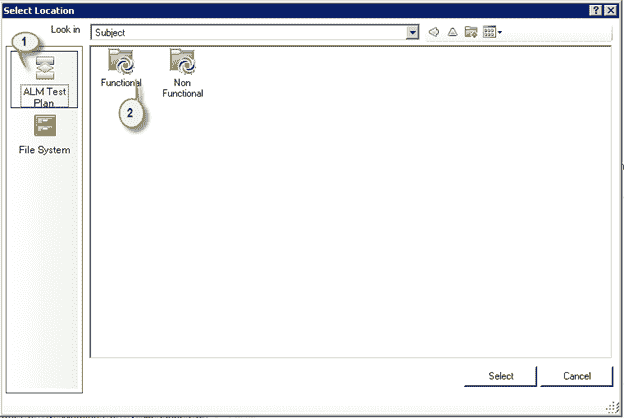 Select Location
Look in
Subject
1
ALM Test
Plan
Functional
Non
Functional
2
File System
Select
Cancel